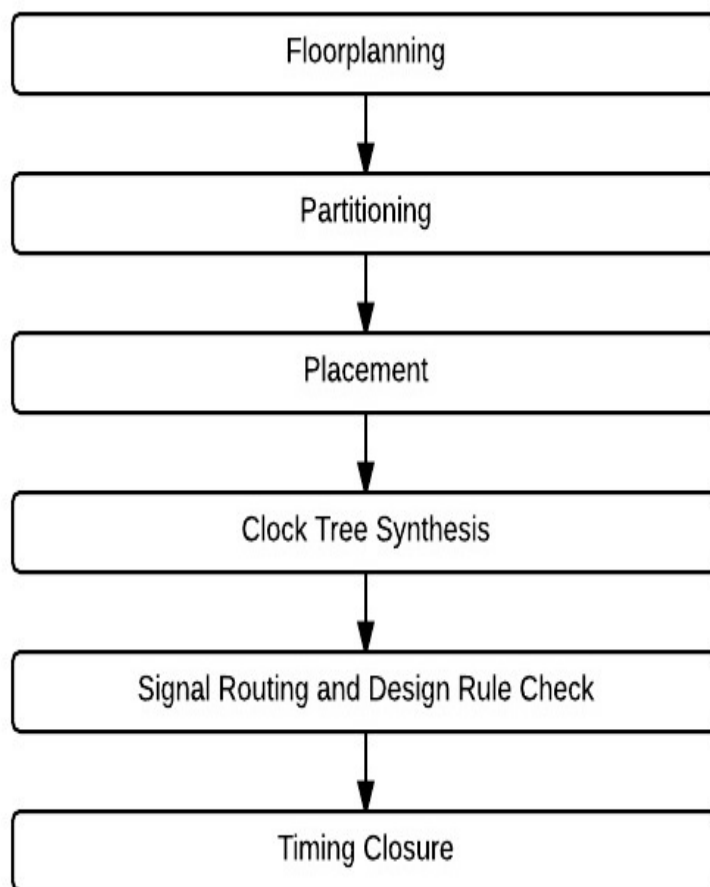 Floorplanning
Partitioning
Placement
Clock Tree Synthesis
Signal Routing and Design Rule Check
Timing Closure